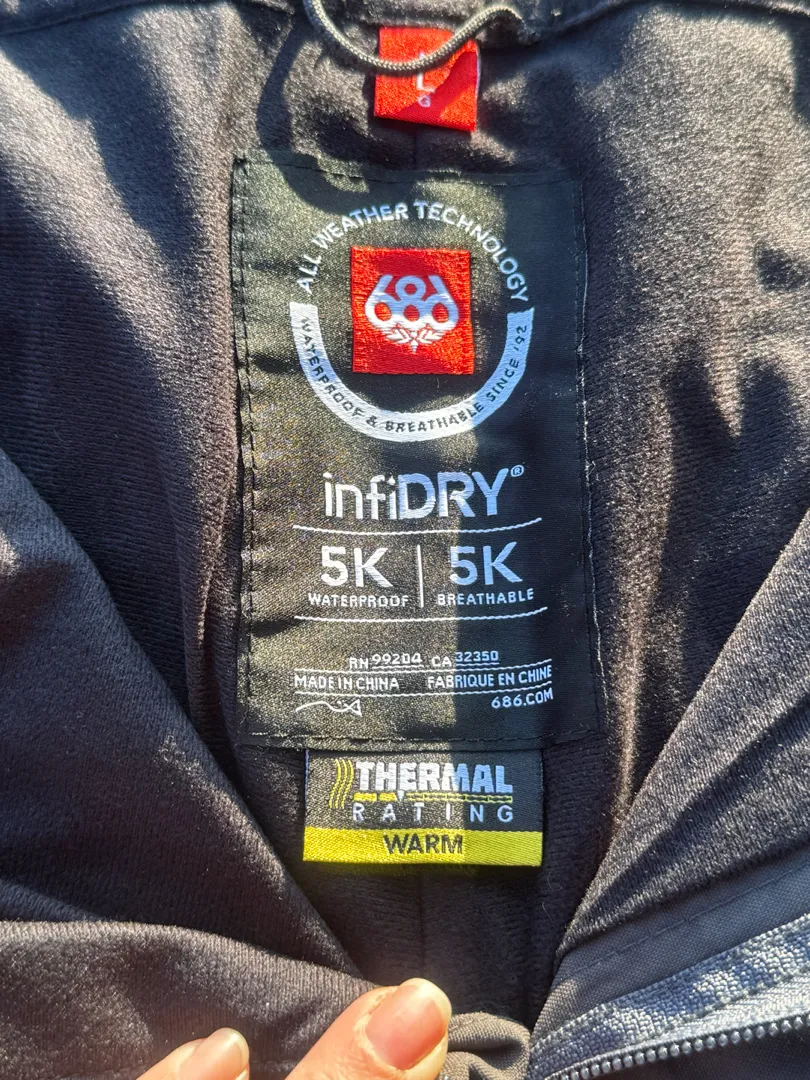 L
G
ALL WEATHER TECHNOLOGY
686
WATERPROOF & BREATHABLE SINCE '92
infiDRY®
5K | 5K
WATERPROOF BREATHABLE
RN 99204 CA 32350
MADE IN CHINA FABRIQUE EN CHINE
686.COM
THERMAL
RATING
WARM